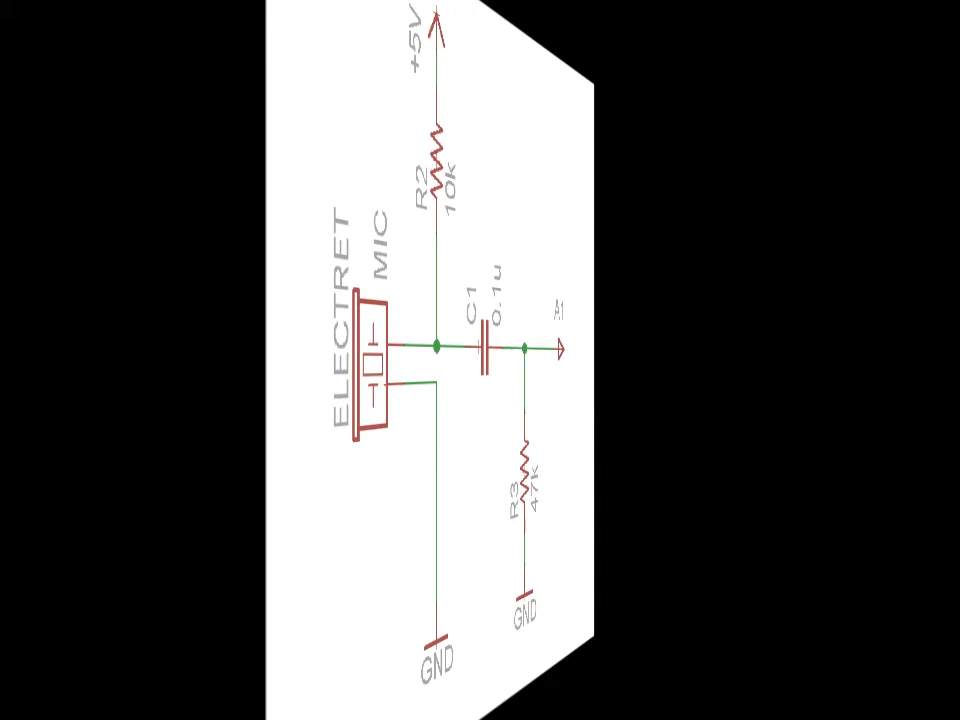 +5V
R2
10k
ELECTRET
MIC
C1
0.1u
A1
R3
47k
GND
GND